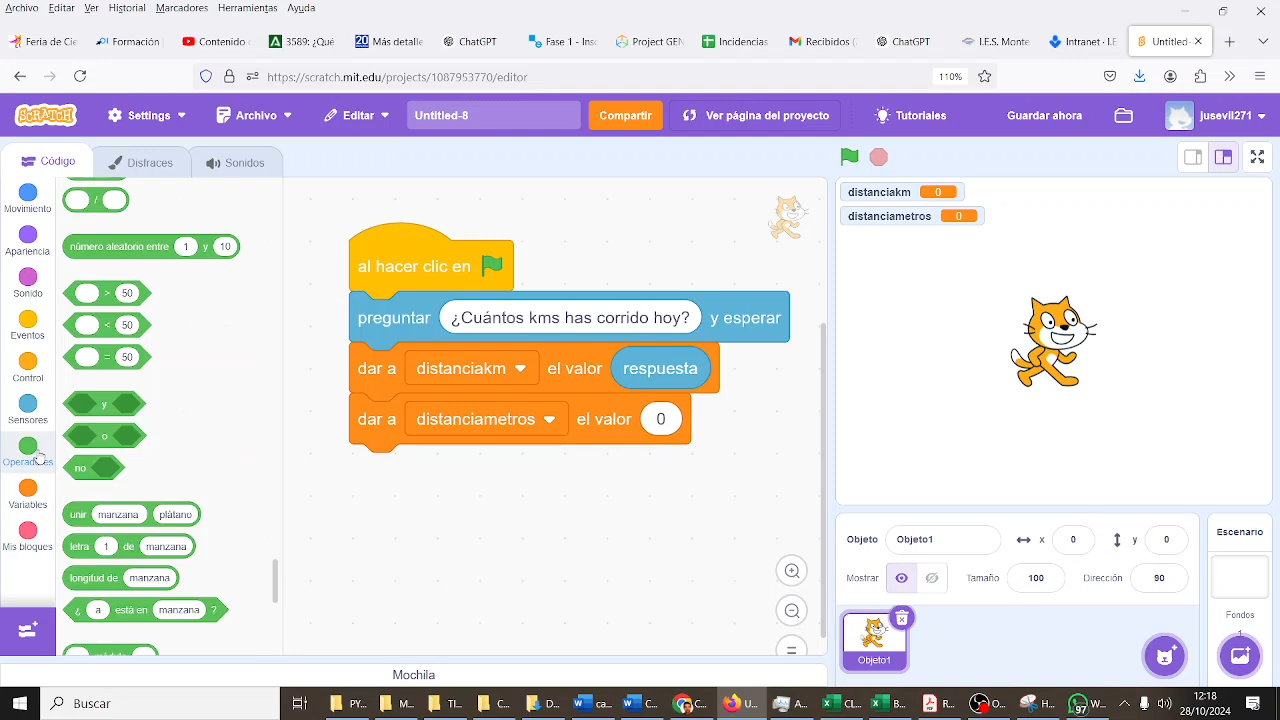 Archivo Editar Ver Historial Marcadores Herramientas Ayuda
Feria de Cie
Formación
Contenido
3589: ¿Qu
Más detalle
ChatGPT
Fase 1 - Insc
Project GEN
Incidencias
Recibidos (
ChatGPT
I.E.S. Monte
Intranet - I.E
Untitled-
https://scratch.mit.edu/projects/1087953770/editor
110%
SCRATCH
Settings
Archivo
Editar
Untitled-8
Compartir
Ver página del proyecto
Tutoriales
Guardar ahora
jusevil271
Código
Disfraces
Sonidos
Movimiento
Apariencia
Sonido
Eventos
Control
Sensores
Operadores
Variables
Mis bloques
/
número aleatorio entre 1 y 10
> 50
< 50
= 50
y
o
no
unir manzana plátano
letra 1 de manzana
longitud de manzana
¿ a está en manzana ?
al hacer clic en
preguntar ¿Cuántos kms has corrido hoy? y esperar
dar a distanciakm el valor respuesta
dar a distanciametros el valor 0
distanciakm 0
distanciametros 0
Objeto Objeto1 x 0 y 0
Mostrar Tamaño 100 Dirección 90
Objeto1
Escenario
Fondos
1
Mochila
Buscar
97
12:18
28/10/2024